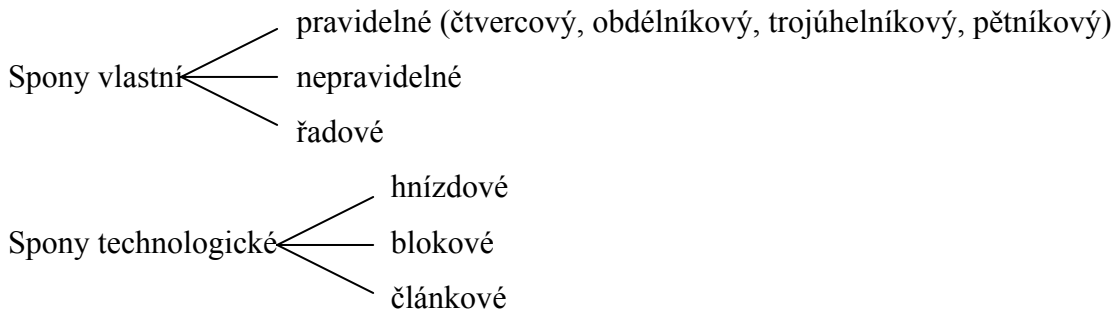 pravidelné (čtvercový, obdélníkový, trojúhelníkový, pětníkový)
Spony vlastní
nepravidelné
řadové
hnízdové
Spony technologické
blokové
článkové